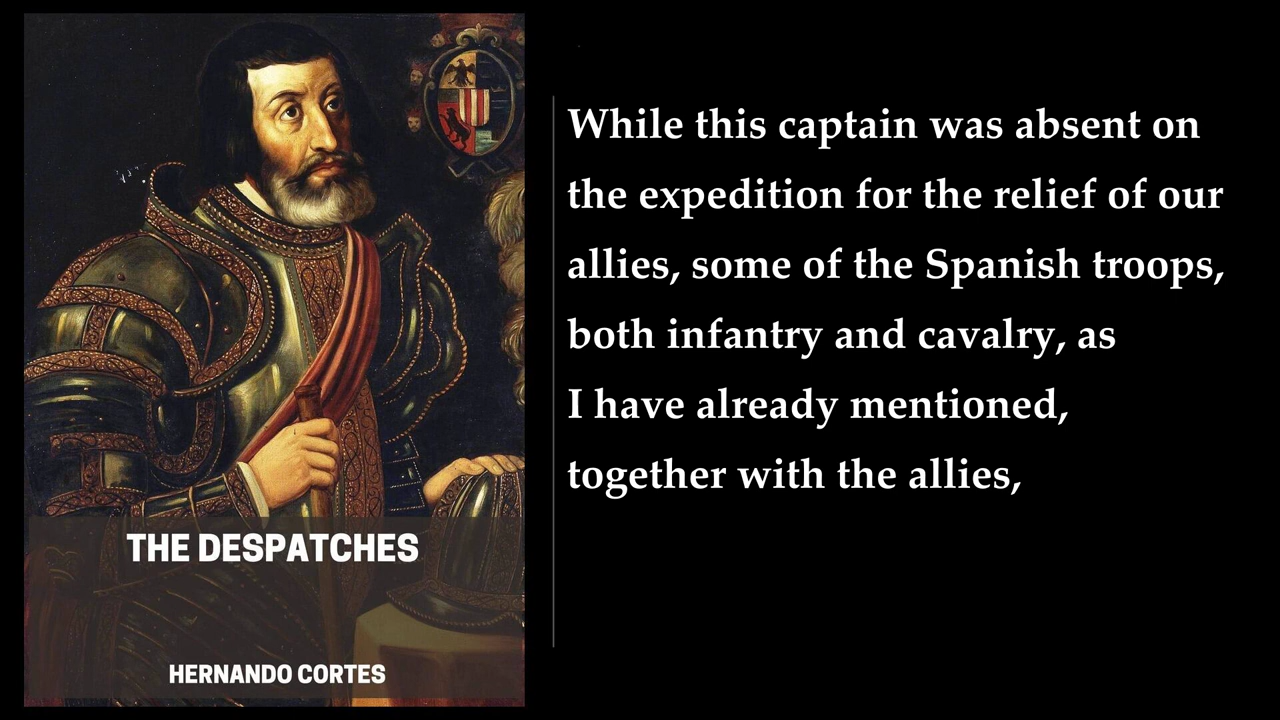 While this captain was absent on
the expedition for the relief of our
allies, some of the Spanish troops,
both infantry and cavalry, as
I have already mentioned,
together with the allies,
THE DESPATCHES
HERNANDO CORTES